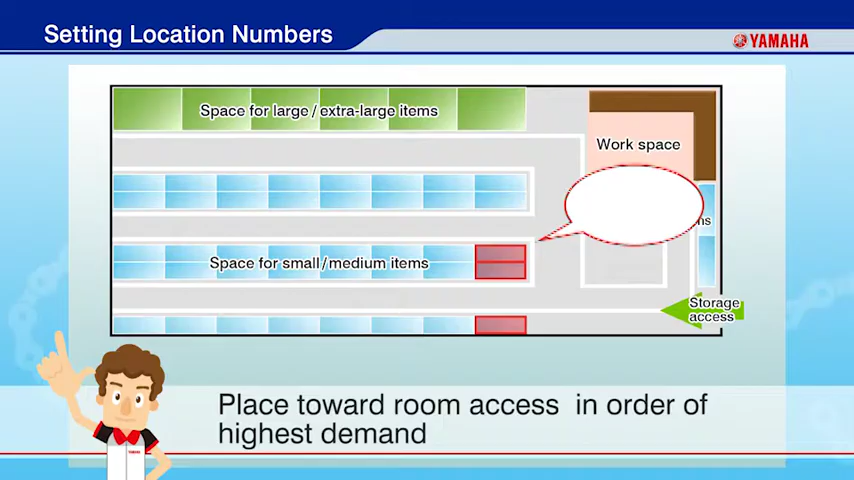 Setting Location Numbers
YAMAHA
Space for large / extra-large items
Work space
Space for small / medium items
Storage
access
Place toward room access in order of
highest demand
YAMAHA